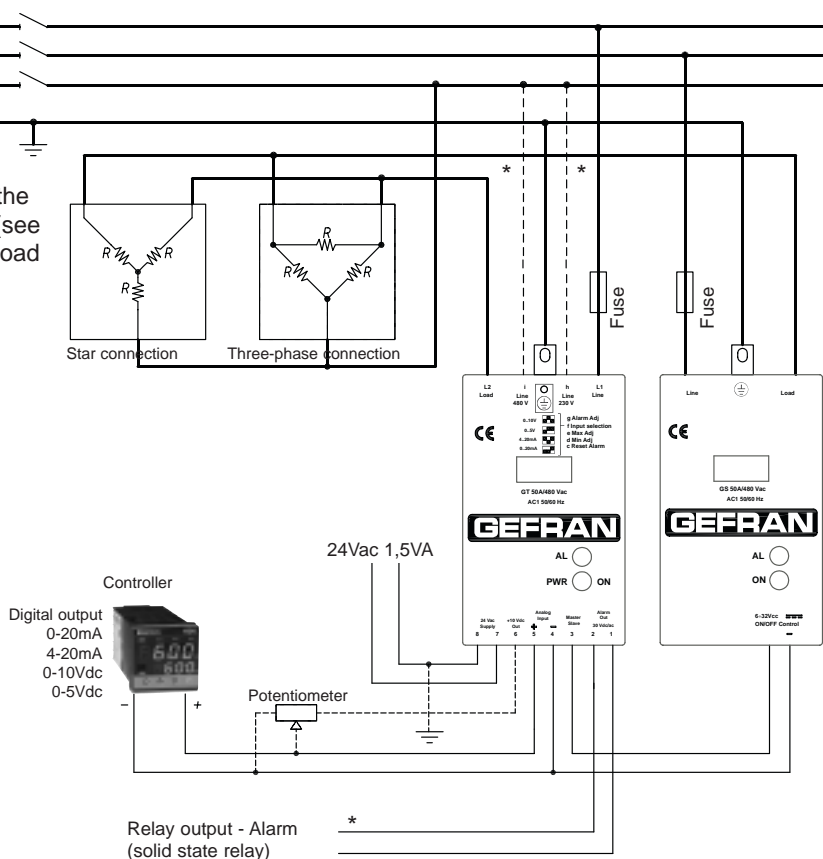 the
(see
oad
*
*
Fuse
Fuse
R
R
R
R
R
R
Star connection
Three-phase connection
L2
Load
i
Line
480 V
h
Line
230 V
L1
Line
Line
Load
0..10V
0..5V
4..20mA
0..20mA
g Alarm Adj
f Input selection
e Max Adj
d Min Adj
c Reset Alarm
CE
CE
GT 50A/480 Vac
AC1 50/60 Hz
GS 50A/480 Vac
AC1 50/60 Hz
GEFRAN
GEFRAN
AL
PWR
ON
AL
ON
24Vac 1,5VA
24 Vac
Supply
+10 Vdc
Out
Analog
Input
+
-
Master
Slave
Alarm
Out
30 Vdc/ac
8 7 6 5 4 3 2 1
6-32Vcc
ON/OFF Control
-
Controller
Digital output
0-20mA
4-20mA
0-10Vdc
0-5Vdc
600
600
–
+
Potentiometer
Relay output - Alarm
(solid state relay)
*